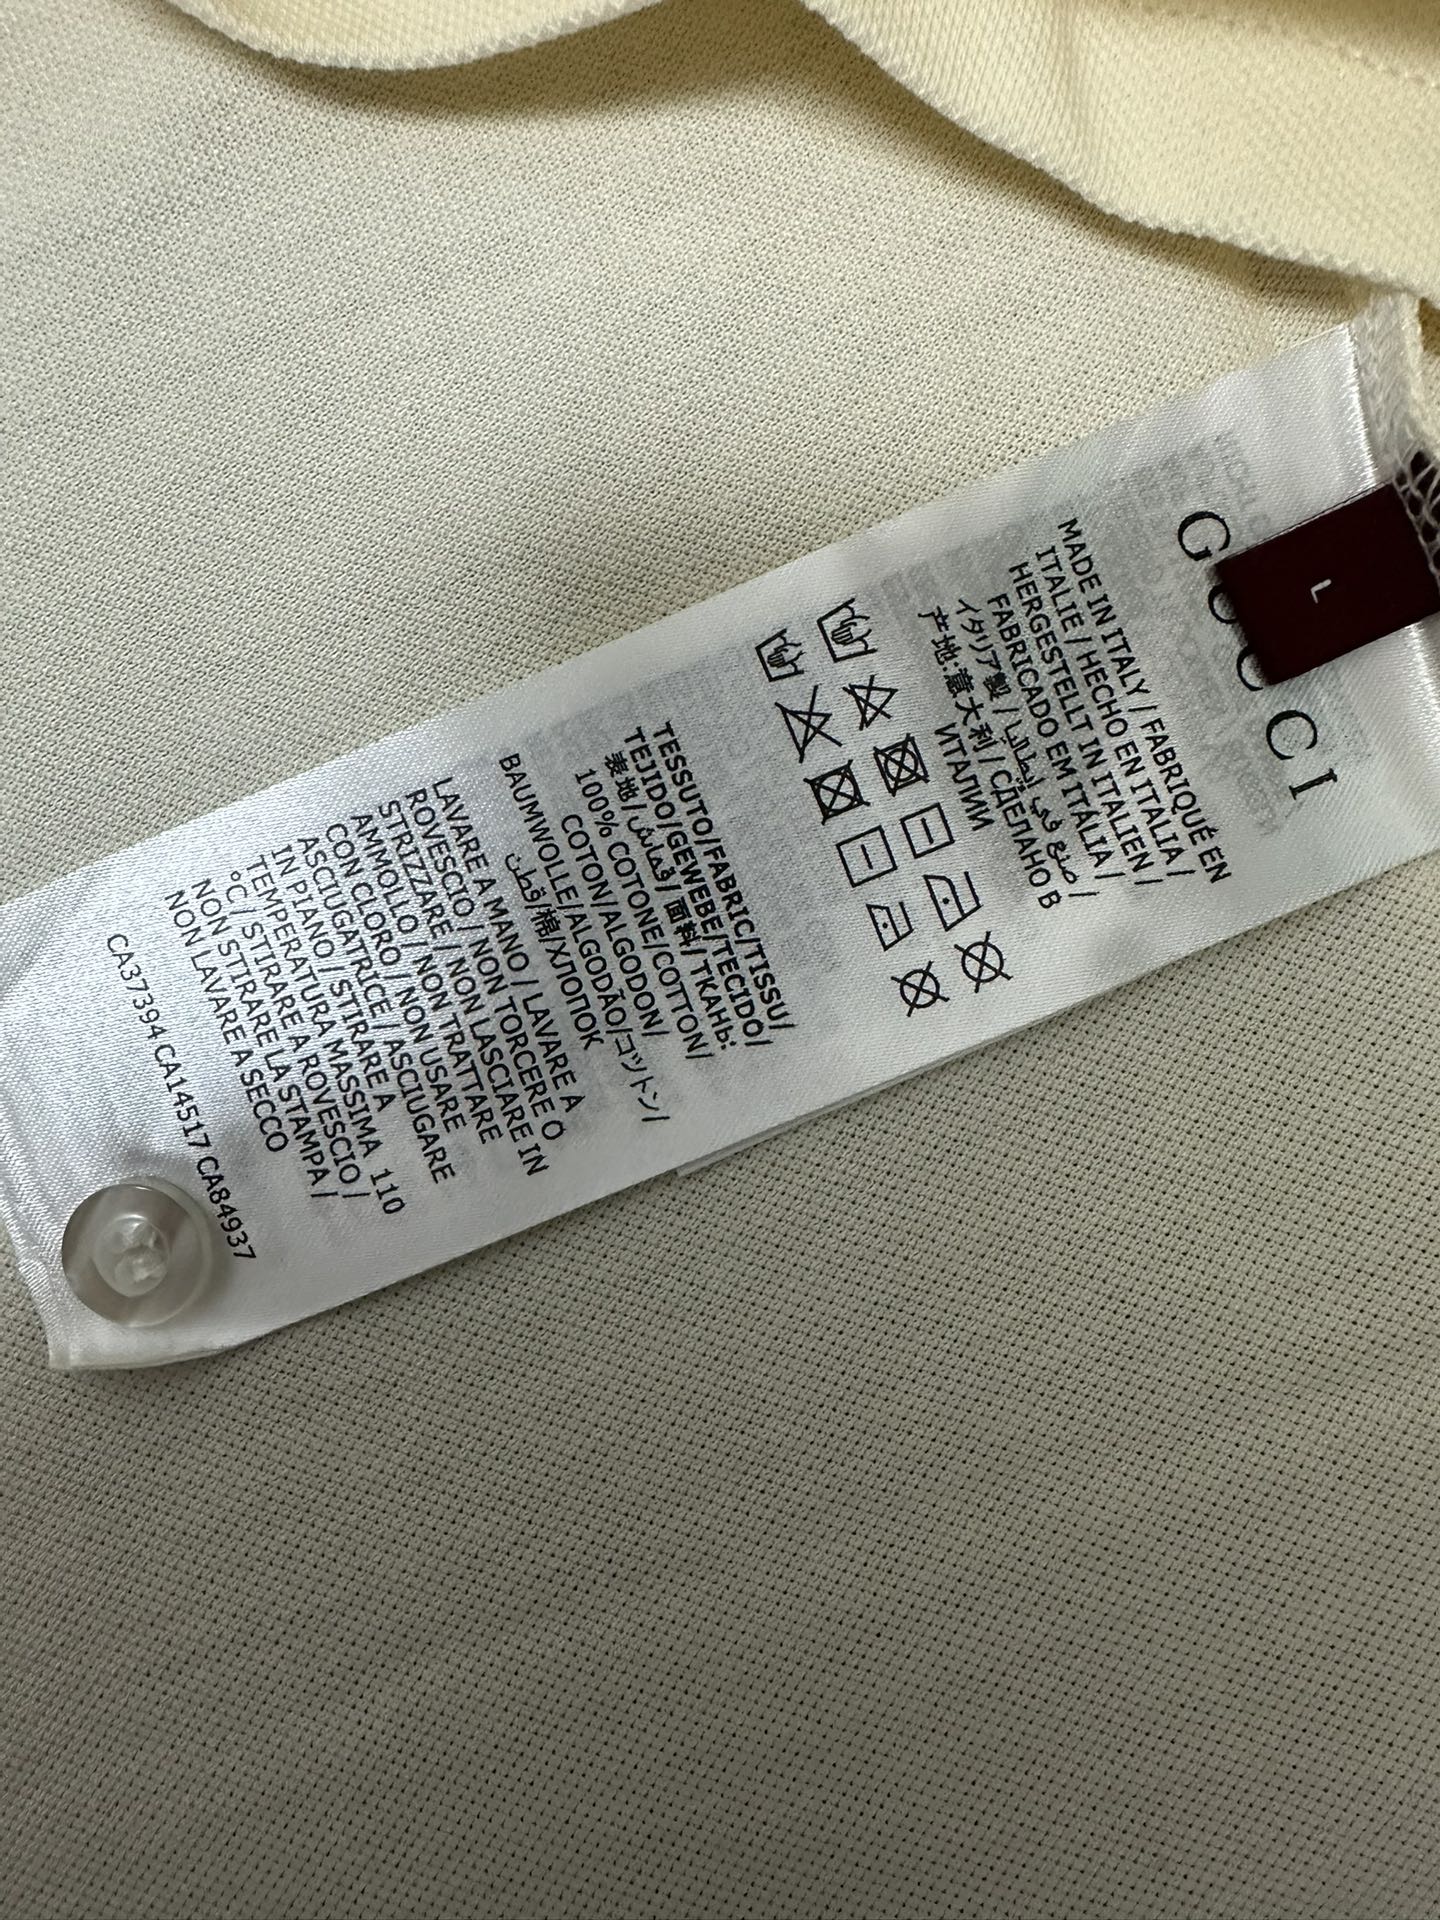 GUCCI
L
MADE IN ITALY / FABRIQUÉ EN
ITALIE / HECHO EN ITALIA /
HERGESTELLT IN ITALIEN /
FABRICADO EM ITÁLIA /
イタリア製 / صنع في إيطاليا /
产地:意大利 / СДЕЛАНО В
ИТАЛИИ
TESSUTO/FABRIC/TISSU/
TEJIDO/GEWEBE/TECIDO/
表地/قماش/面料/ТКАНЬ:
100% COTONE/COTTON/
COTON/ALGODON/
BAUMWOLLE/ALGODÃO/コットン/
قطن/棉/ХЛОПОК
LAVARE A MANO / LAVARE A
ROVESCIO / NON TORCERE O
STRIZZARE / NON LASCIARE IN
AMMOLLO / NON TRATTARE
CON CLORO / NON USARE
ASCIUGATRICE / ASCIUGARE
IN PIANO / STIRARE A
TEMPERATURA MASSIMA 110
°C / STIRARE A ROVESCIO /
NON STIRARE LA STAMPA /
NON LAVARE A SECCO
CA37394 CA14517 CA84937